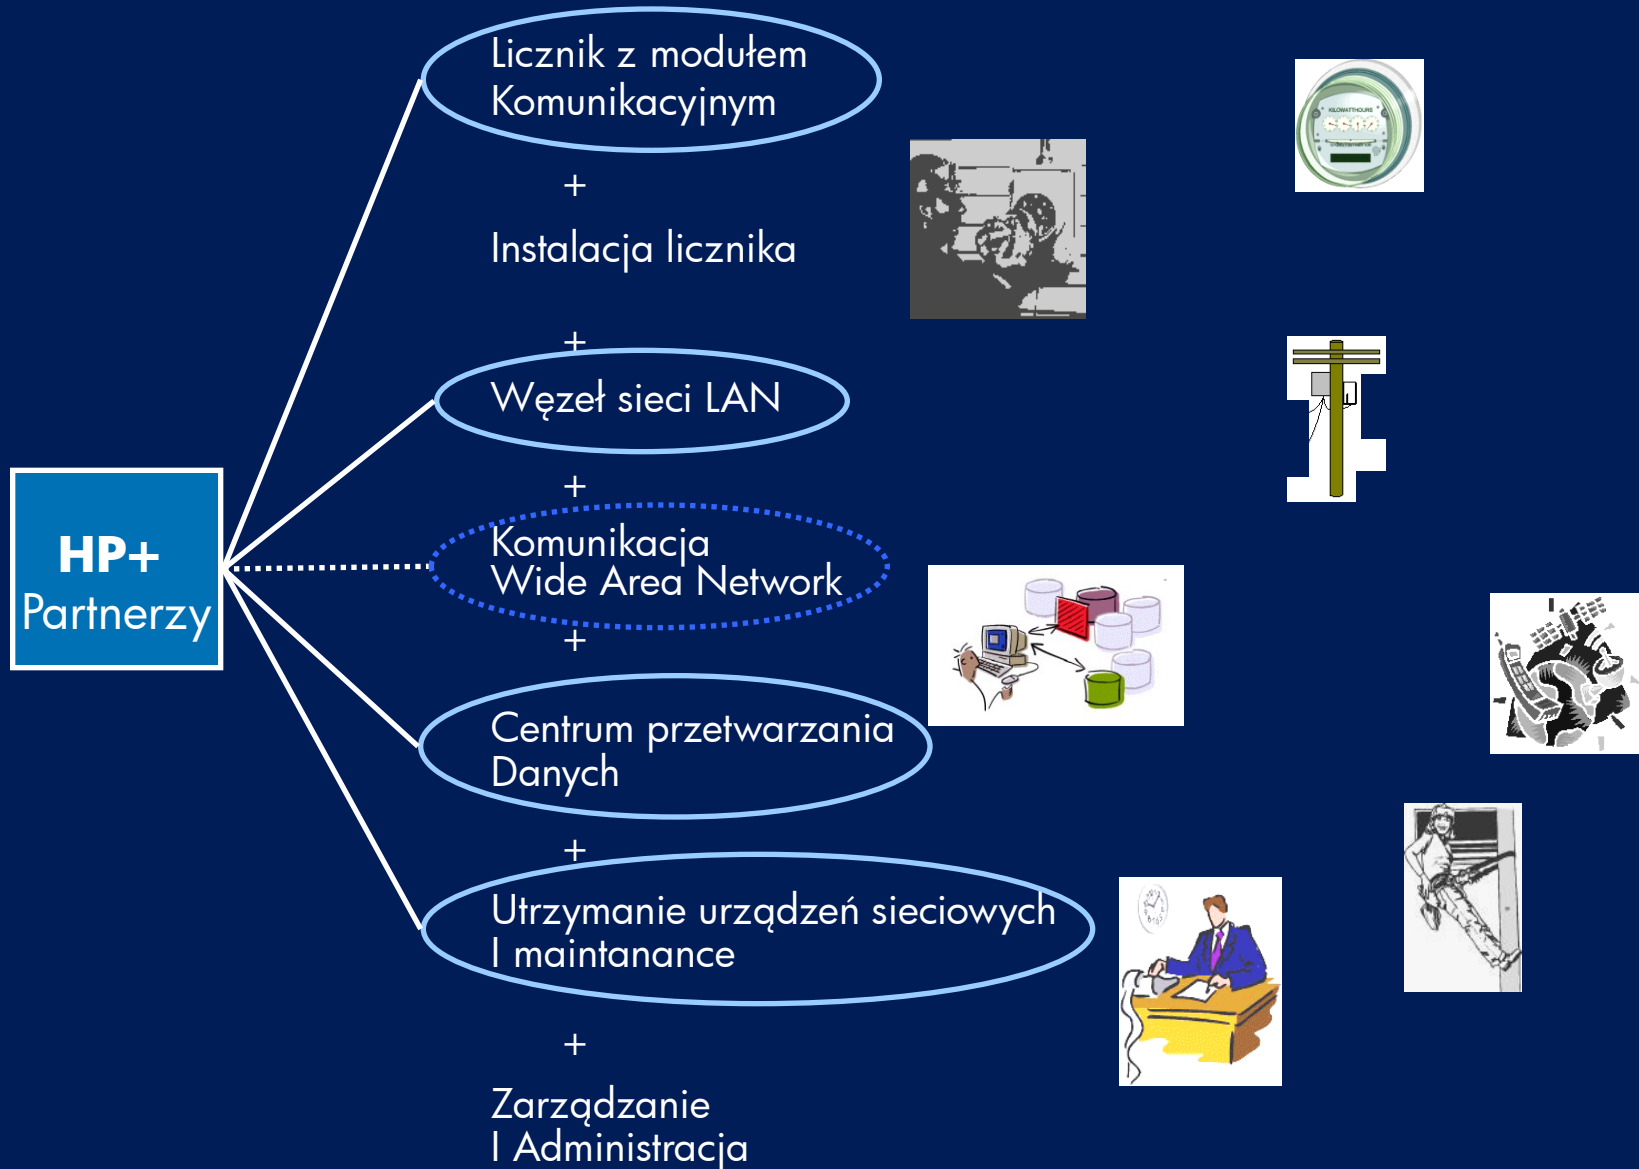 Licznik z modułem
Komunikacyjnym
+
Instalacja licznika
+
Węzeł sieci LAN
+
HP+
Partnerzy
Komunikacja
Wide Area Network
+
Centrum przetwarzania
Danych
+
Utrzymanie urządzeń sieciowych
I maintanance
+
Zarządzanie
I Administracja
KILOWATTHOURS